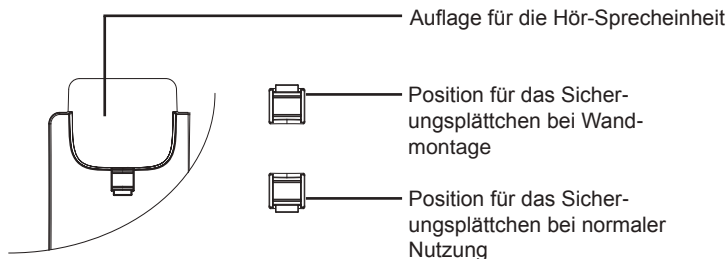 Auflage für die Hör-Sprecheinheit
Position für das Sicher-
ungsplättchen bei Wand-
montage
Position für das Sicher-
ungsplättchen bei normaler
Nutzung